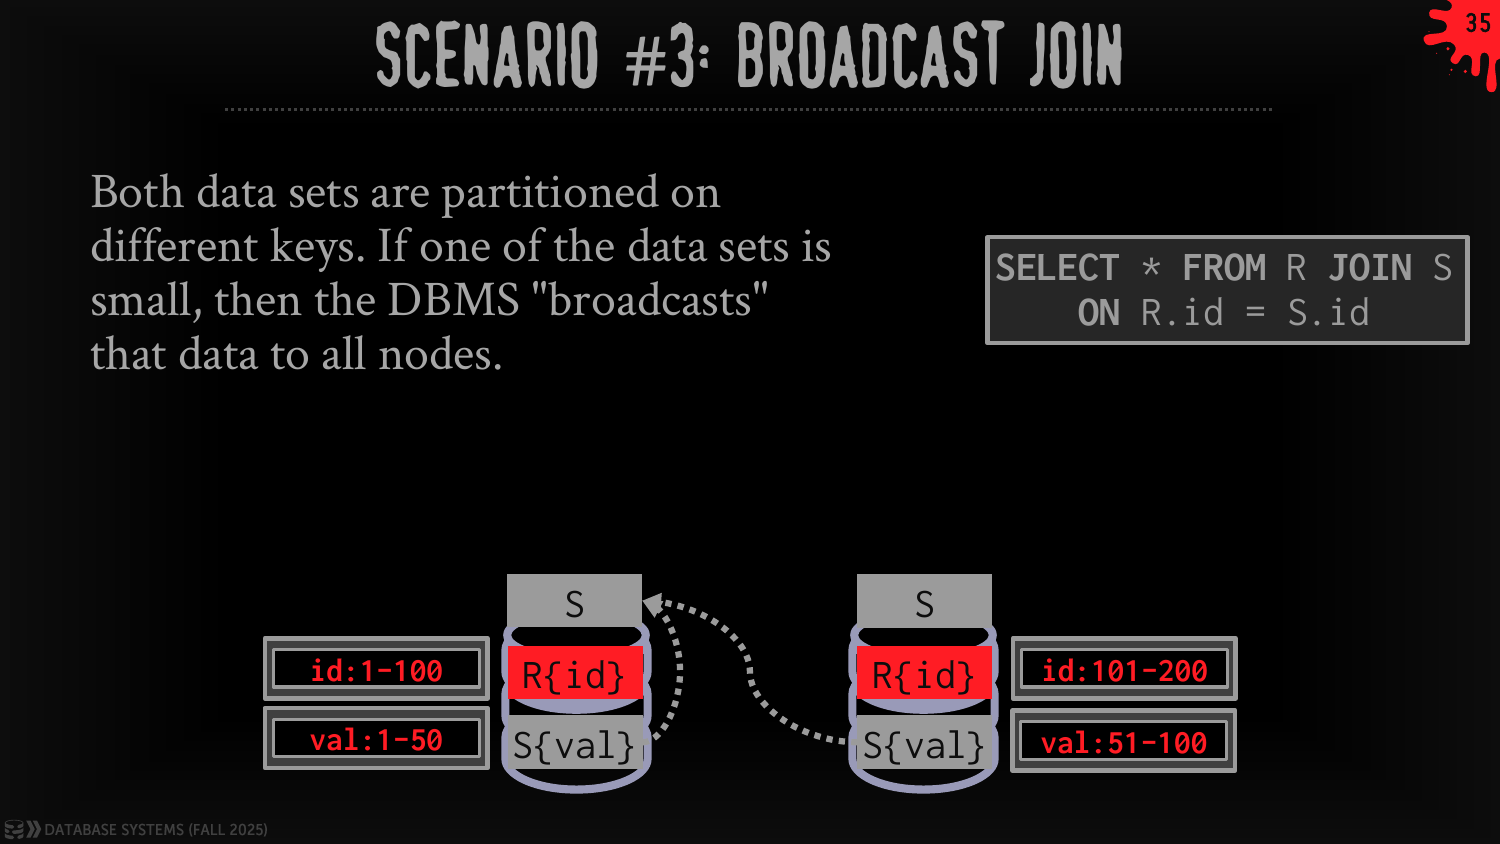 SCENARIO #3: BROADCAST JOIN
35
Both data sets are partitioned on
different keys. If one of the data sets is
small, then the DBMS "broadcasts"
that data to all nodes.
SELECT * FROM R JOIN S
ON R.id = S.id
S
S
id:1-100
R{id}
R{id}
id:101-200
val:1-50
S{val}
S{val}
val:51-100
DATABASE SYSTEMS (FALL 2025)